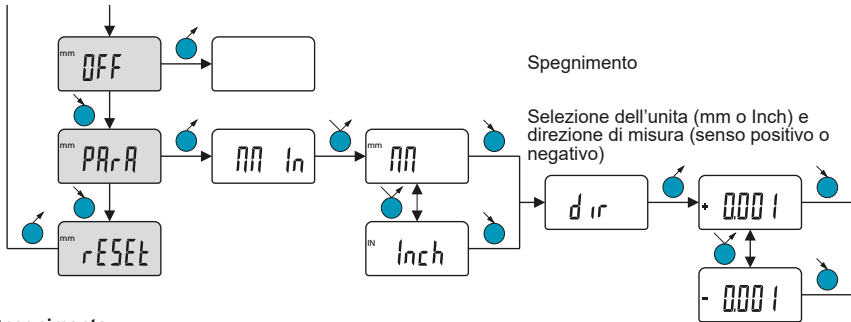 mm
OFF
Spegnimento
Selezione dell'unita (mm o Inch) e
direzione di misura (senso positivo o
negativo)
mm
PArA
MM In
mm
MM
dir
+ 0.001
mm
rESEt
IN
Inch
- 0.001